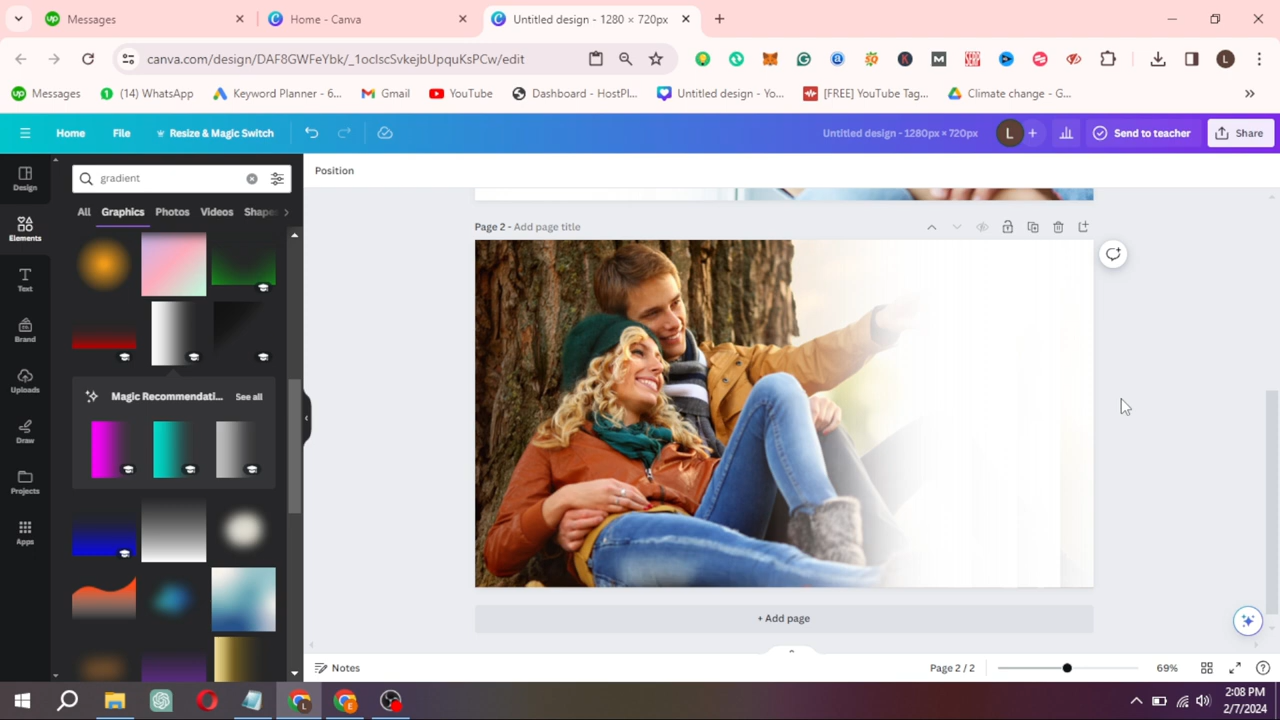 Messages
Home - Canva
Untitled design - 1280 × 720px
canva.com/design/DAF8GWFeYbk/_1oclscSvkejbUpquKsPCw/edit
Messages
(14) WhatsApp
Keyword Planner - 6...
Gmail
YouTube
Dashboard - HostPl...
Untitled design - Yo...
[FREE] YouTube Tag...
Climate change - G...
Home
File
Resize & Magic Switch
Untitled design - 1280px × 720px
L
Send to teacher
Share
Design
Elements
Text
Brand
Uploads
Draw
Projects
Apps
gradient
All
Graphics
Photos
Videos
Shape
Magic Recommendati...
See all
Position
Page 2 - Add page title
+ Add page
Notes
Page 2 / 2
69%
2:08 PM
2/7/2024